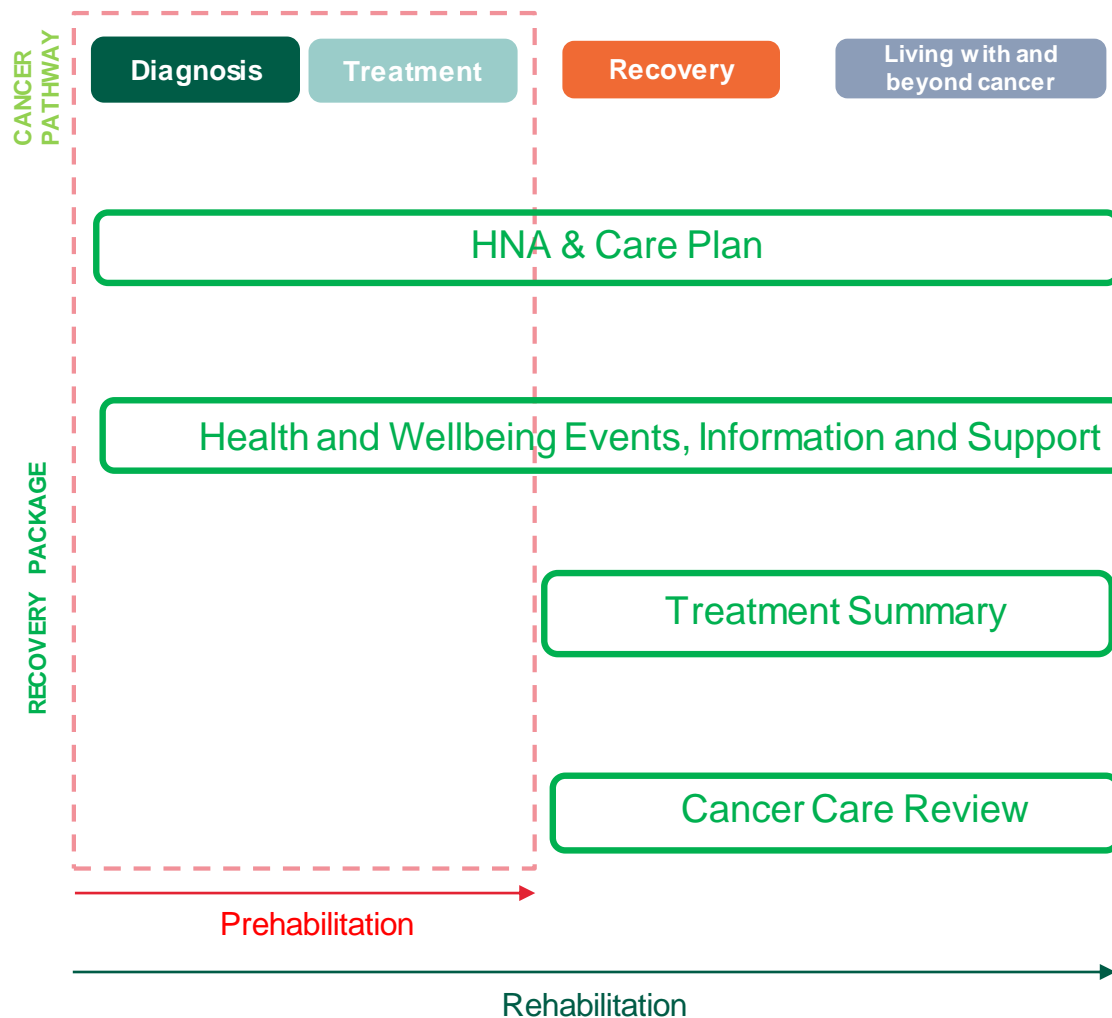 CANCER
PATHWAY
Diagnosis
Treatment
Recovery
Living with and
beyond cancer
HNA & Care Plan
Health and Wellbeing Events, Information and Support
RECOVERY PACKAGE
Treatment Summary
Cancer Care Review
Prehabilitation
Rehabilitation